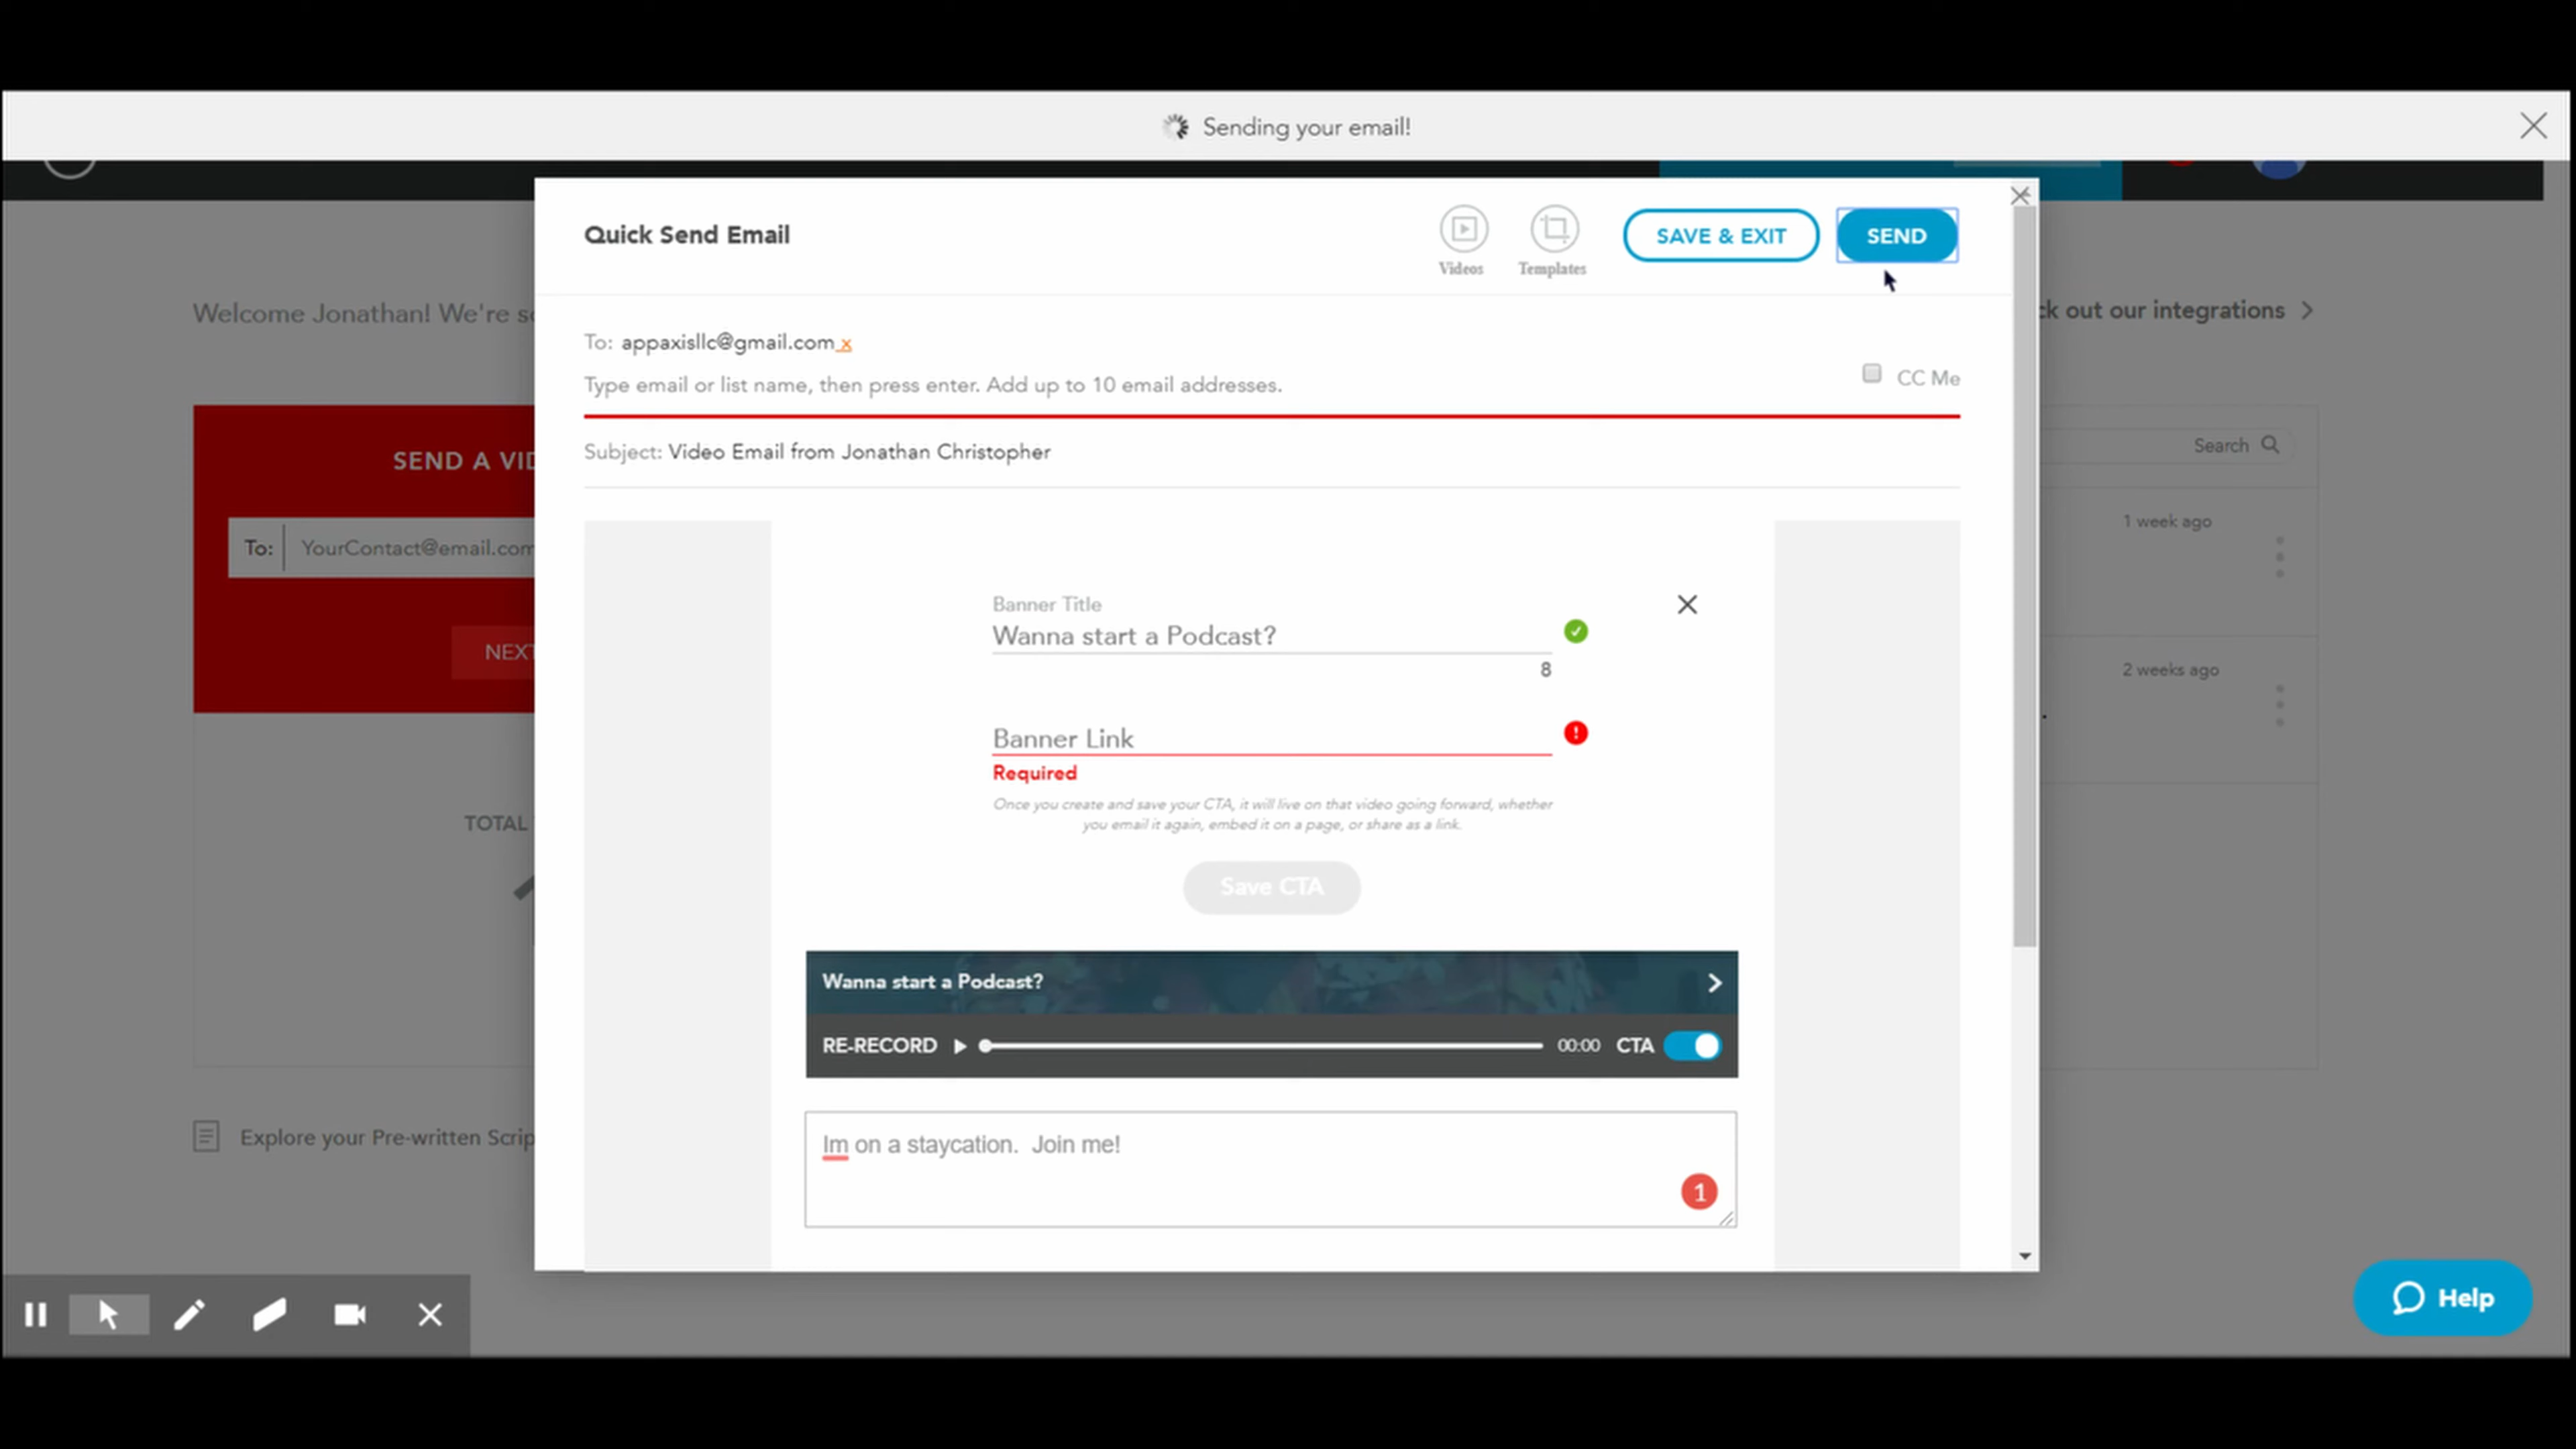 Sending your email!
Quick Send Email
Videos
Templates
SAVE & EXIT
SEND
Welcome Jonathan! We're s
ck out our integrations
To: appaxisllc@gmail.com x
Type email or list name, then press enter. Add up to 10 email addresses.
CC Me
Subject: Video Email from Jonathan Christopher
SEND A VID
Search
To: YourContact@email.com
1 week ago
NEXT
2 weeks ago
Banner Title
Wanna start a Podcast?
8
Banner Link
Required
Once you create and save your CTA, it will live on that video going forward, whether
you email it again, embed it on a page, or share as a link.
TOTAL
Save CTA
Wanna start a Podcast?
RE-RECORD
00:00
CTA
Im on a staycation.  Join me!
1
Explore your Pre-written Scrip
Help